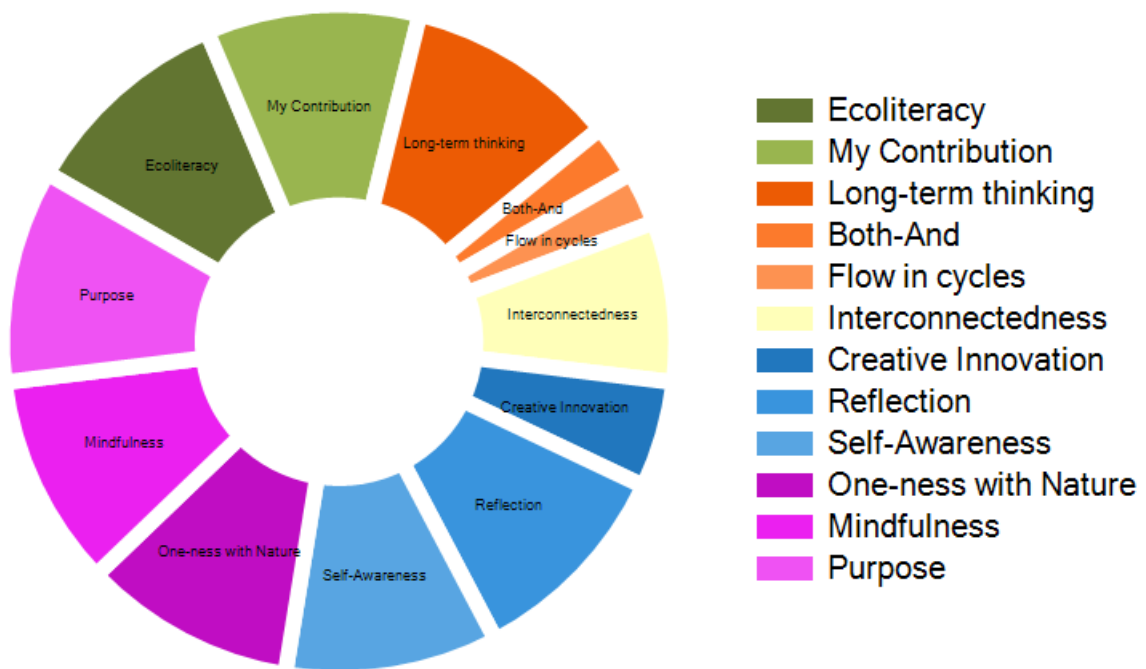 My Contribution
Long-term thinking
Ecoliteracy
Both-And
Flow in cycles
Purpose
Interconnectedness
Creative Innovation
Mindfulness
Reflection
One-ness with Nature
Self-Awareness
Ecoliteracy
My Contribution
Long-term thinking
Both-And
Flow in cycles
Interconnectedness
Creative Innovation
Reflection
Self-Awareness
One-ness with Nature
Mindfulness
Purpose